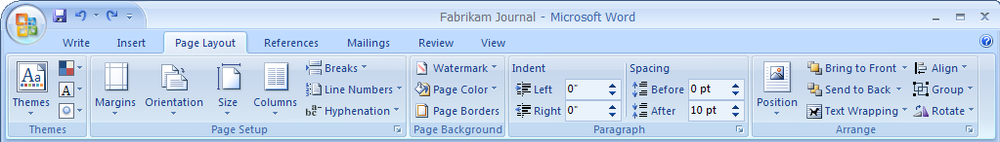 Fabrikam Journal - Microsoft Word
Write Insert Page Layout References Mailings Review View
Aa Themes A Themes
Margins Orientation Size Columns Breaks Line Numbers Hyphenation Page Setup
Watermark Page Color Page Borders Page Background
Indent Left 0" Right 0" Spacing Before 0 pt After 10 pt Paragraph
Position Bring to Front Send to Back Text Wrapping Align Group Rotate Arrange